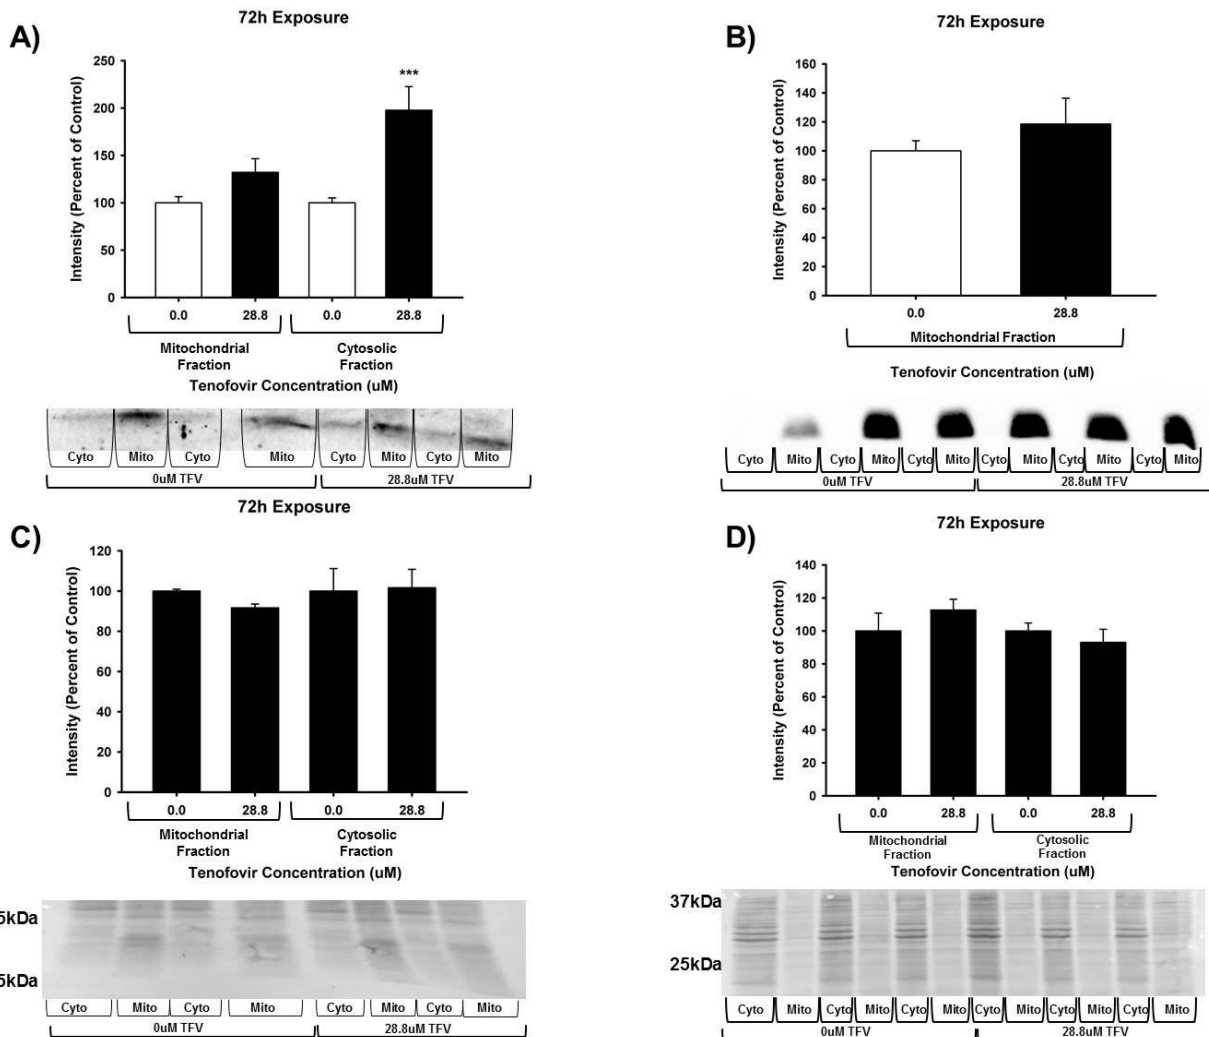 72h Exposure
A)
Intensity (Percent of Control)
250
200
150
100
50
0
***
0.0 28.8 0.0 28.8
Mitochondrial Fraction Cytosolic Fraction
Tenofovir Concentration (uM)
Cyto Mito Cyto Mito Cyto Mito Cyto Mito
0uM TFV 28.8uM TFV
72h Exposure
B)
Intensity (Percent of Control)
160
140
120
100
80
60
40
20
0
0.0 28.8
Mitochondrial Fraction
Tenofovir Concentration (uM)
Cyto Mito Cyto Mito Cyto Mito Cyto Mito Cyto Mito Cyto Mito
0uM TFV 28.8uM TFV
72h Exposure
C)
Intensity (Percent of Control)
120
100
80
60
40
20
0
0.0 28.8 0.0 28.8
Mitochondrial Fraction Cytosolic Fraction
Tenofovir Concentration (uM)
5kDa
5kDa
Cyto Mito Cyto Mito Cyto Mito Cyto Mito
0uM TFV 28.8uM TFV
72h Exposure
D)
Intensity (Percent of Control)
140
120
100
80
60
40
20
0
0.0 28.8 0.0 28.8
Mitochondrial Fraction Cytosolic Fraction
Tenofovir Concentration (uM)
37kDa
25kDa
Cyto Mito Cyto Mito Cyto Mito Cyto Mito Cyto Mito Cyto Mito
0uM TFV 28.8uM TFV